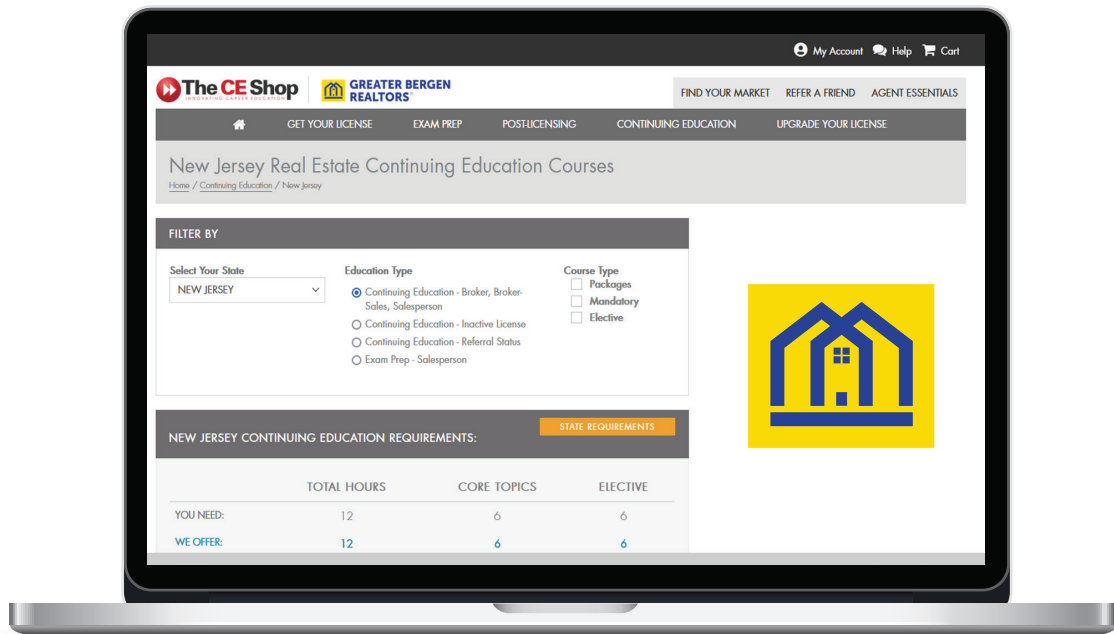 My Account Help Cart
The CE Shop
INNOVATING CAREER EDUCATION
GREATER BERGEN
REALTORS
FIND YOUR MARKET REFER A FRIEND AGENT ESSENTIALS
GET YOUR LICENSE EXAM PREP POST-LICENSING CONTINUING EDUCATION UPGRADE YOUR LICENSE
New Jersey Real Estate Continuing Education Courses
Home / Continuing Education / New Jersey
FILTER BY
Select Your State
NEW JERSEY
Education Type
Continuing Education - Broker, Broker-
Sales, Salesperson
Continuing Education - Inactive License
Continuing Education - Referral Status
Exam Prep - Salesperson
Course Type
Packages
Mandatory
Elective
NEW JERSEY CONTINUING EDUCATION REQUIREMENTS:
STATE REQUIREMENTS
TOTAL HOURS CORE TOPICS ELECTIVE
YOU NEED: 12 6 6
WE OFFER: 12 6 6